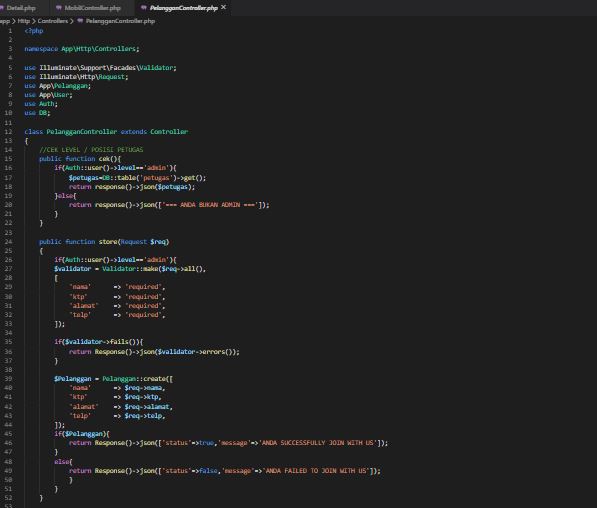 Detail.php MobilController.php PelangganController.php ×
app > Http > Controllers > PelangganController.php
1 <?php
2
3 namespace App\Http\Controllers;
4
5 use Illuminate\Support\Facades\Validator;
6 use Illuminate\Http\Request;
7 use App\Pelanggan;
8 use App\User;
9 use Auth;
10 use DB;
11
12 class PelangganController extends Controller
13 {
14 //CEK LEVEL / POSISI PETUGAS
15 public function cek(){
16 if(Auth::user()->level=='admin'){
17 $petugas=DB::table('petugas')->get();
18 return response()->json($petugas);
19 }else{
20 return response()->json(['=== ANDA BUKAN ADMIN ===']);
21 }
22 }
23
24 public function store(Request $req)
25 {
26 if(Auth::user()->level=='admin'){
27 $validator = Validator::make($req->all(),
28 [
29 'nama' => 'required',
30 'ktp' => 'required',
31 'alamat' => 'required',
32 'telp' => 'required',
33 ]);
34
35 if($validator->fails()){
36 return Response()->json($validator->errors());
37 }
38
39 $Pelanggan = Pelanggan::create([
40 'nama' => $req->nama,
41 'ktp' => $req->ktp,
42 'alamat' => $req->alamat,
43 'telp' => $req->telp,
44 ]);
45 if($Pelanggan){
46 return Response()->json(['status'=>true,'message'=>'ANDA SUCCESSFULLY JOIN WITH US']);
47 }
48 else{
49 return Response()->json(['status'=>false,'message'=>'ANDA FAILED TO JOIN WITH US']);
50 }
51 }
52 }
53